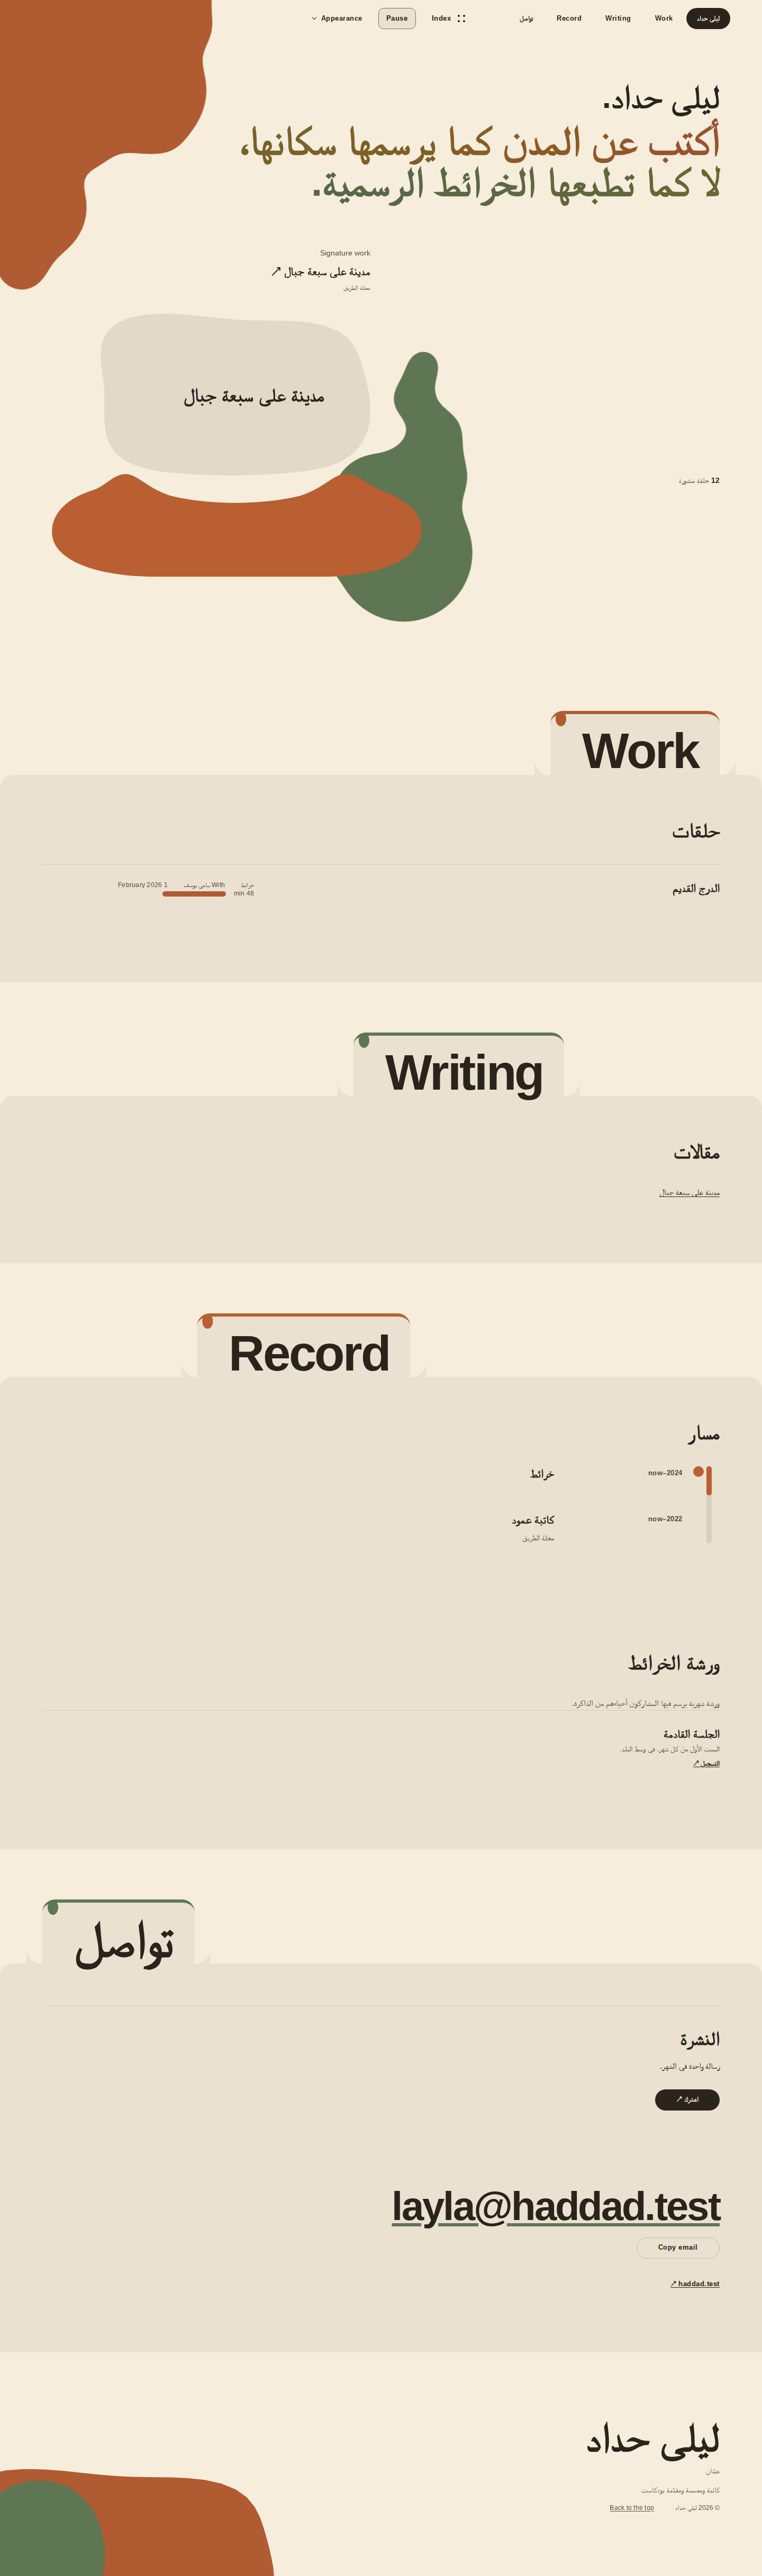 ليلى حداد
Work
Writing
Record
تواصل
Index
Pause
Appearance
ليلى حداد.
أكتب عن المدن كما يرسمها سكانها،
لا كما تطبعها الخرائط الرسمية.
Signature work
مدينة على سبعة جبال ↗
مجلة الطريق
مدينة على سبعة جبال
12 حلقة منشورة
Work
حلقات
الدرج القديم
خرائط With سامي يوسف 1 February 2026
48 min
Writing
مقالات
مدينة على سبعة جبال
Record
مسار
2024–now
خرائط
2022–now
كاتبة عمود
مجلة الطريق
ورشة الخرائط
ورشة شهرية يرسم فيها المشاركون أحياءهم من الذاكرة.
الجلسة القادمة
السبت الأول من كل شهر، في وسط البلد.
التسجيل ↗
تواصل
النشرة
رسالة واحدة في الشهر.
اشترك ↗
layla@haddad.test
Copy email
haddad.test ↗
ليلى حداد
عمّان
كاتبة ومصممة ومقدّمة بودكاست
© 2026 ليلى حداد
Back to the top